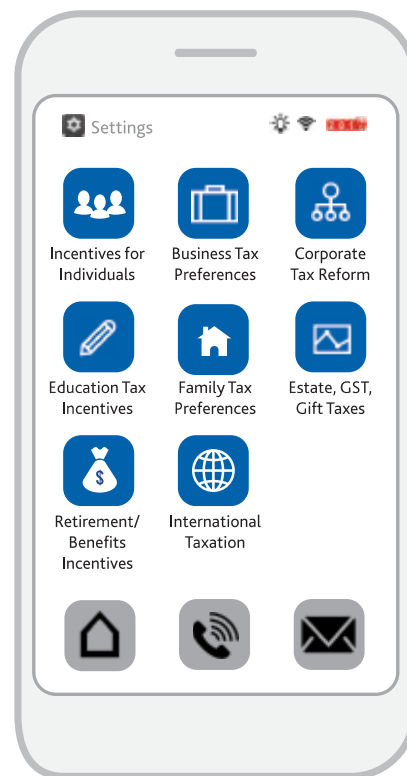 Settings
Incentives for
Individuals
Business Tax
Preferences
Corporate
Tax Reform
Education Tax
Incentives
Family Tax
Preferences
Estate, GST,
Gift Taxes
$
Retirement/
Benefits
Incentives
International
Taxation